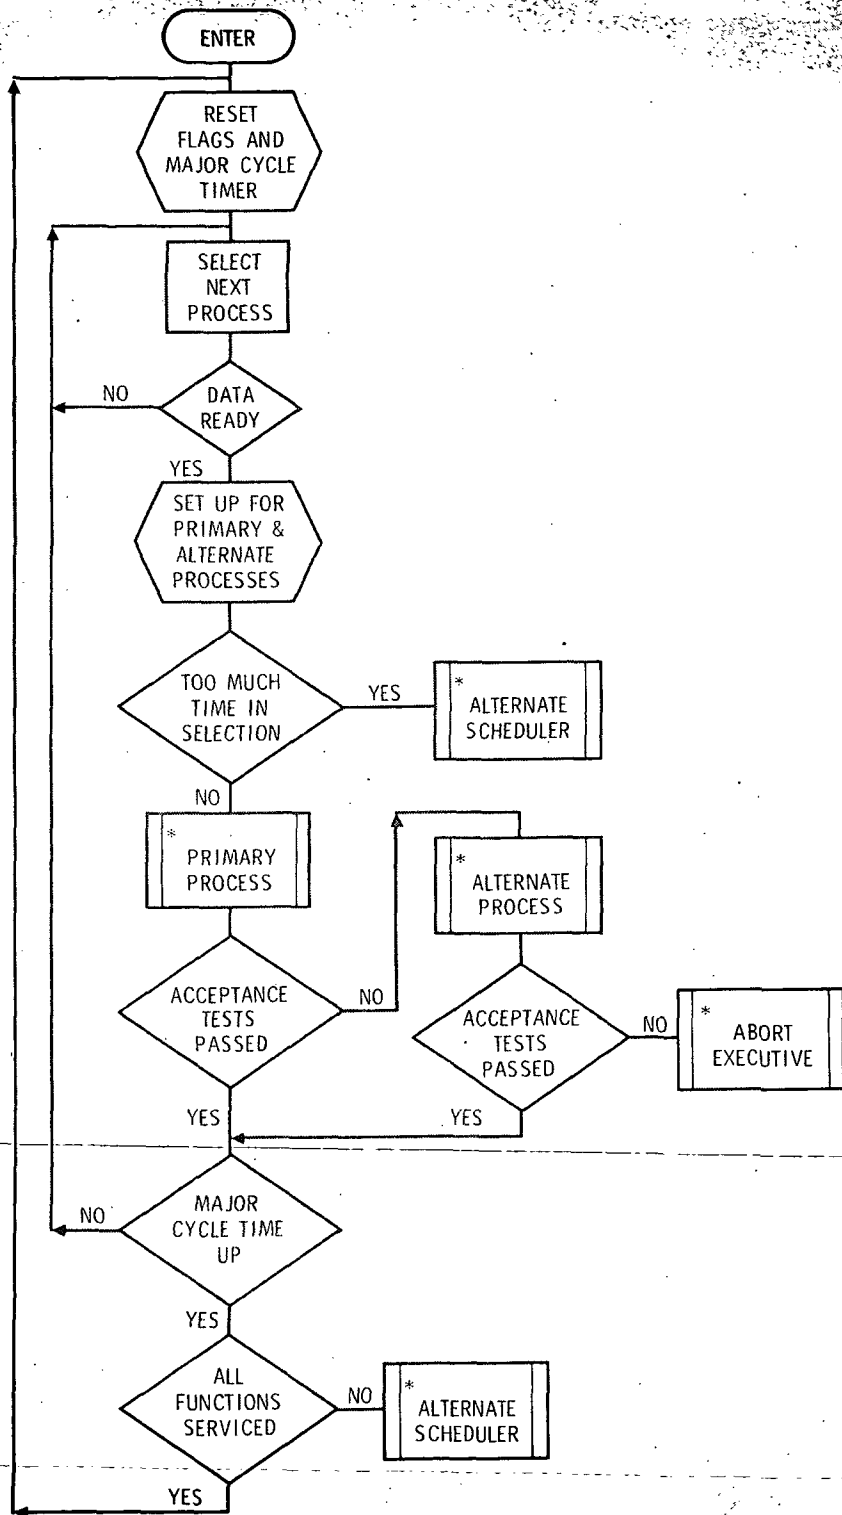 ENTER
RESET
FLAGS AND
MAJOR CYCLE
TIMER
SELECT
NEXT
PROCESS
NO
DATA
READY
YES
SET UP FOR
PRIMARY &
ALTERNATE
PROCESSES
TOO MUCH
TIME IN
SELECTION
YES
*
ALTERNATE
SCHEDULER
NO
*
PRIMARY
PROCESS
*
ALTERNATE
PROCESS
ACCEPTANCE
TESTS
PASSED
NO
ACCEPTANCE
TESTS
PASSED
NO
*
ABORT
EXECUTIVE
YES
YES
NO
MAJOR
CYCLE TIME
UP
YES
ALL
FUNCTIONS
SERVICED
NO
*
ALTERNATE
SCHEDULER
YES